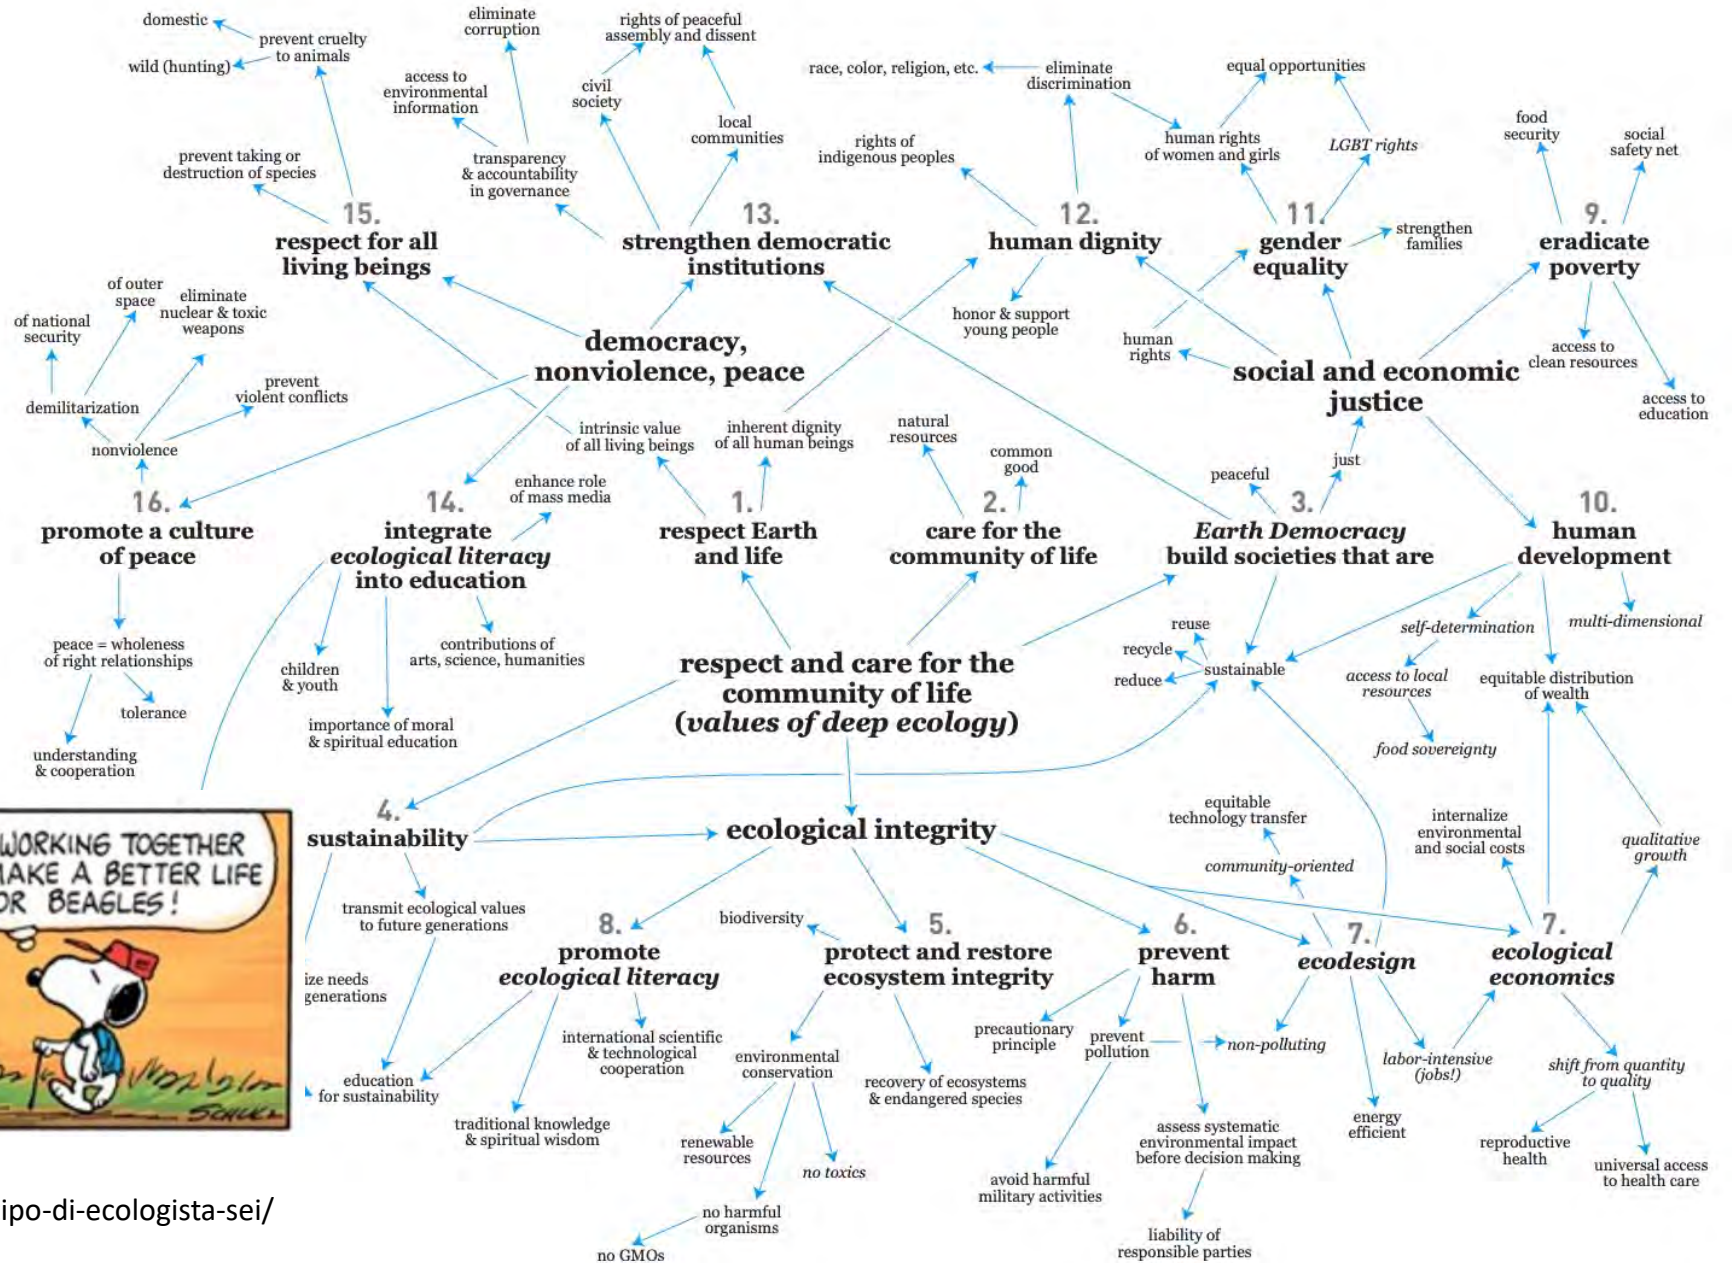 domestic
prevent cruelty
to animals
wild (hunting)
eliminate
corruption
rights of peaceful
assembly and dissent
access to
environmental
information
civil
society
local
communities
transparency
& accountability
in governance
prevent taking or
destruction of species
race, color, religion, etc.
eliminate
discrimination
equal opportunities
rights of
indigenous peoples
human rights
of women and girls
LGBT rights
food
security
social
safety net
15.
respect for all
living beings
13.
strengthen democratic
institutions
12.
human dignity
11.
gender
equality
strengthen
families
9.
eradicate
poverty
of national
security
of outer
space
eliminate
nuclear & toxic
weapons
prevent
violent conflicts
demilitarization
nonviolence
democracy,
nonviolence, peace
honor & support
young people
human
rights
social and economic
justice
access to
clean resources
access to
education
intrinsic value
of all living beings
inherent dignity
of all human beings
natural
resources
common
good
peaceful
just
16.
promote a culture
of peace
14.
integrate
ecological literacy
into education
enhance role
of mass media
1.
respect Earth
and life
2.
care for the
community of life
3.
Earth Democracy
build societies that are
10.
human
development
peace = wholeness
of right relationships
tolerance
understanding
& cooperation
children
& youth
importance of moral
& spiritual education
contributions of
arts, science, humanities
respect and care for the
community of life
(values of deep ecology)
reuse
recycle
reduce
sustainable
self-determination
multi-dimensional
access to local
resources
equitable distribution
of wealth
food sovereignty
4.
sustainability
ecological integrity
equitable
technology transfer
community-oriented
internalize
environmental
and social costs
qualitative
growth
WORKING TOGETHER
MAKE A BETTER LIFE
OR BEAGLES!
SCHULZ
transmit ecological values
to future generations
ize needs
generations
education
for sustainability
8.
promote
ecological literacy
biodiversity
5.
protect and restore
ecosystem integrity
6.
prevent
harm
7.
ecodesign
7.
ecological
economics
international scientific
& technological
cooperation
traditional knowledge
& spiritual wisdom
environmental
conservation
recovery of ecosystems
& endangered species
renewable
resources
no toxics
no harmful
organisms
no GMOs
precautionary
principle
prevent
pollution
non-polluting
labor-intensive
(jobs!)
shift from quantity
to quality
avoid harmful
military activities
assess systematic
environmental impact
before decision making
liability of
responsible parties
energy
efficient
reproductive
health
universal access
to health care
ipo-di-ecologista-sei/